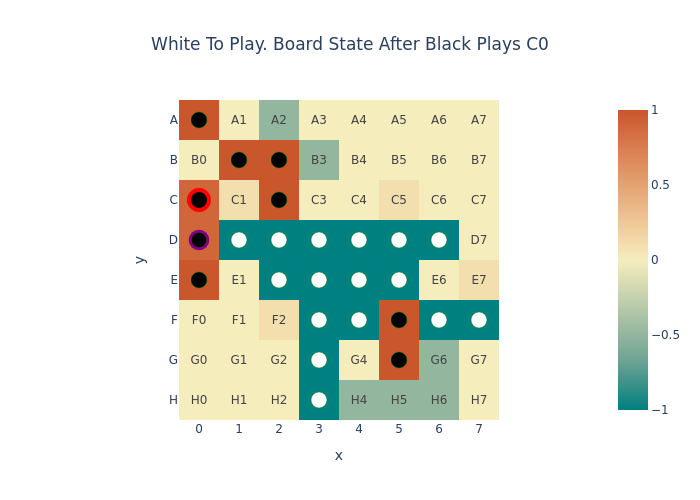 White To Play. Board State After Black Plays C0
A A1 A2 A3 A4 A5 A6 A7
B B0 B3 B4 B5 B6 B7
C C1 C3 C4 C5 C6 C7
D D7
E E1 E6 E7
F F0 F1 F2
G G0 G1 G2 G4 G6 G7
H H0 H1 H2 H4 H5 H6 H7
0 1 2 3 4 5 6 7
x
y
1
0.5
0
−0.5
−1